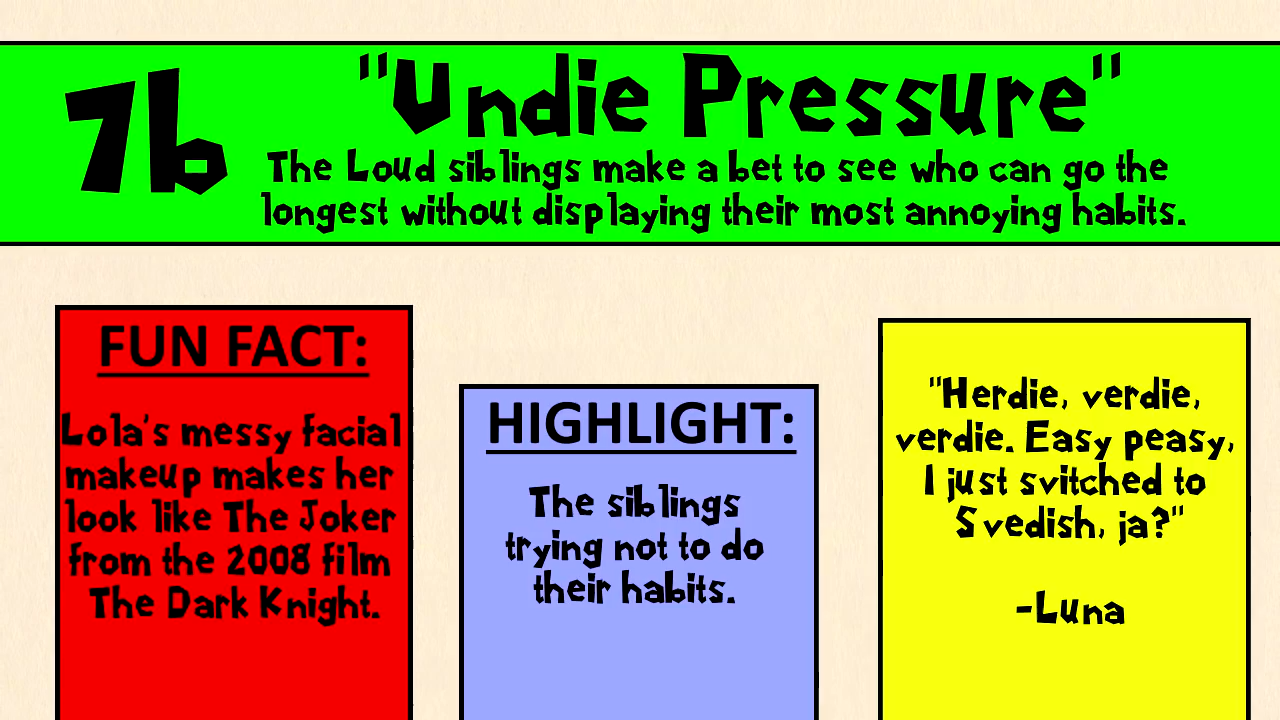 7b
"Undie Pressure"
The Loud siblings make a bet to see who can go the
longest without displaying their most annoying habits.
FUN FACT:
Lola's messy facial
makeup makes her
look like The Joker
from the 2008 film
The Dark Knight.
HIGHLIGHT:
The siblings
trying not to do
their habits.
"Herdie, verdie,
verdie. Easy peasy,
I just svitched to
Svedish, ja?"
-Luna